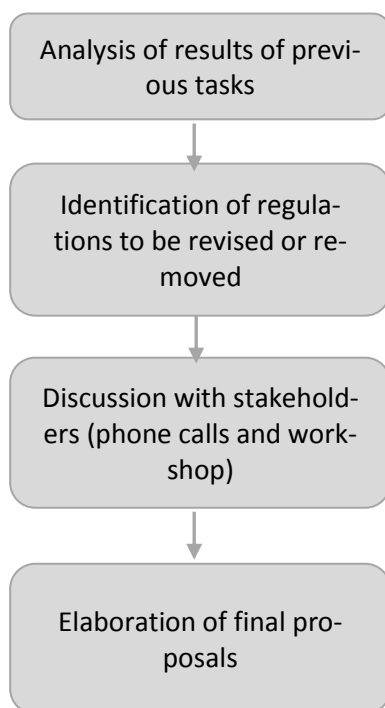 Analysis of results of previ-
ous tasks
Identification of regula-
tions to be revised or re-
moved
Discussion with stakehold-
ers (phone calls and work-
shop)
Elaboration of final pro-
posals